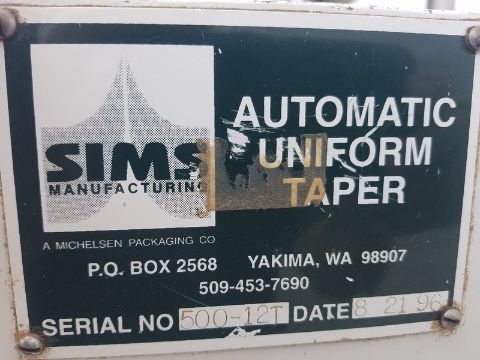 SIMS
MANUFACTURING
A MICHELSEN PACKAGING CO
AUTOMATIC
UNIFORM
TAPER
P.O. BOX 2568 YAKIMA, WA 98907
509-453-7690
SERIAL NO 500-12T DATE 8 21 96